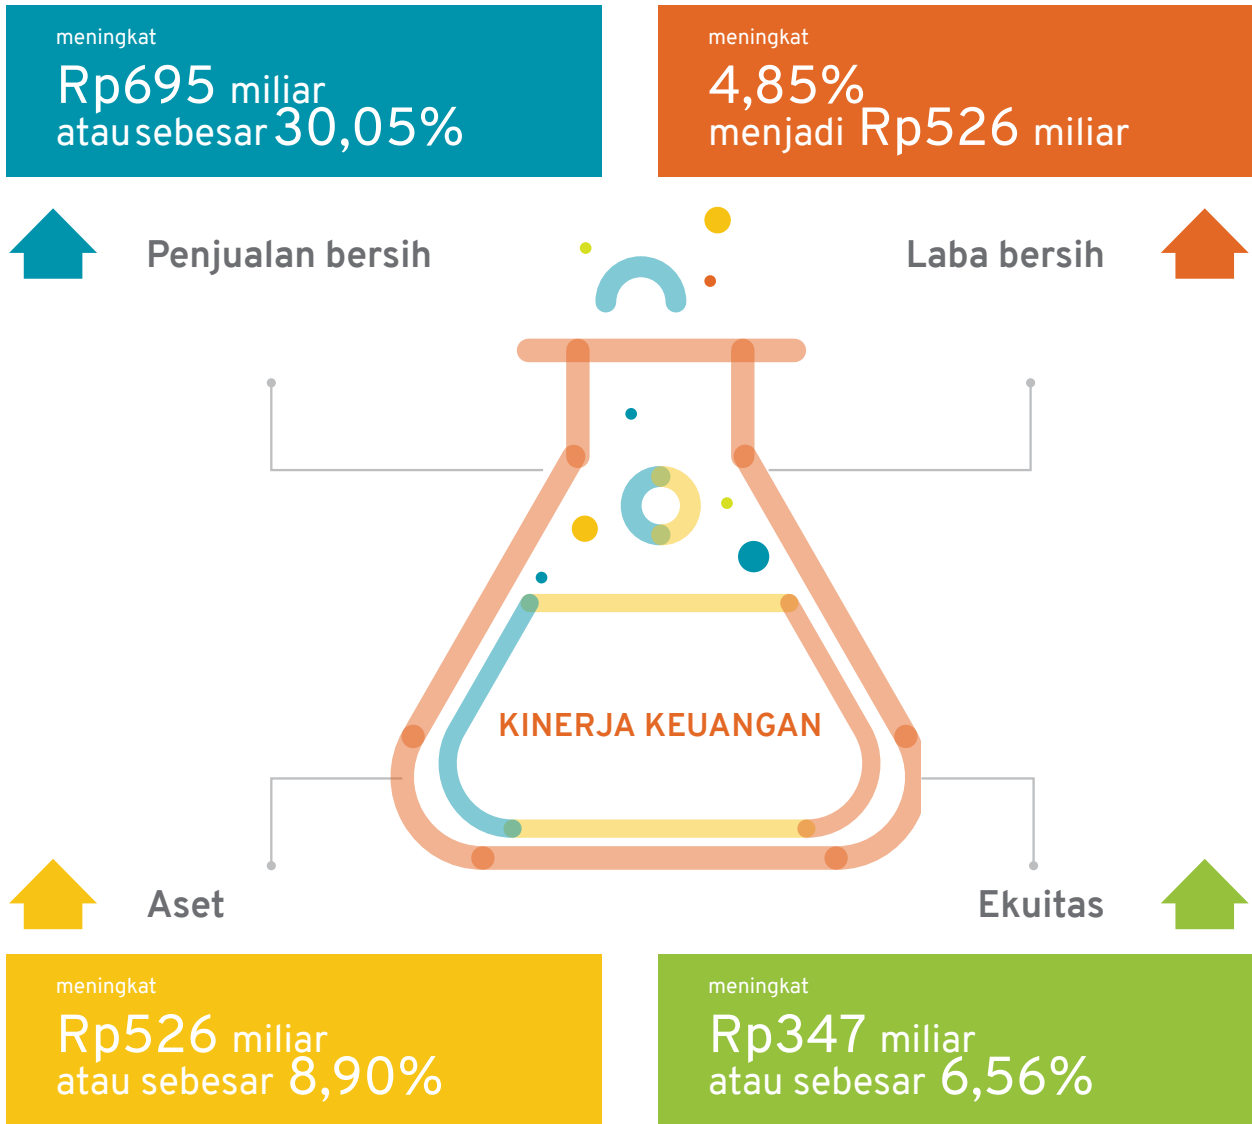 meningkat
Rp695 miliar
atau sebesar 30,05%
meningkat
4,85%
menjadi Rp526 miliar
Penjualan bersih
Laba bersih
KINERJA KEUANGAN
Aset
Ekuitas
meningkat
Rp526 miliar
atau sebesar 8,90%
meningkat
Rp347 miliar
atau sebesar 6,56%